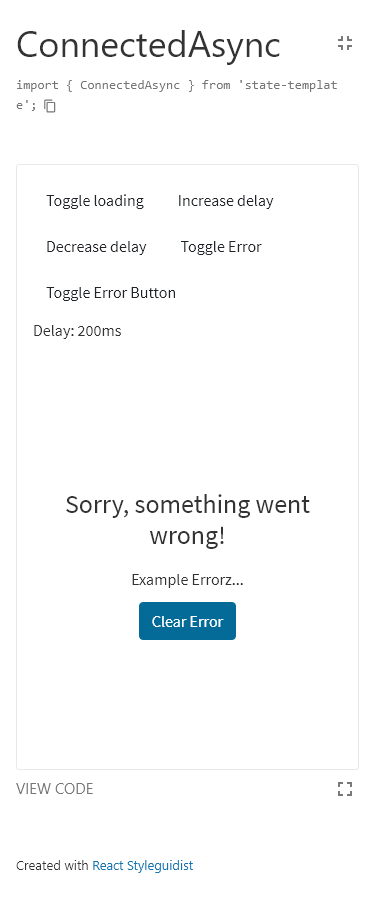 ConnectedAsync
import { ConnectedAsync } from 'state-templat
e';
Toggle loading Increase delay
Decrease delay Toggle Error
Toggle Error Button
Delay: 200ms
Sorry, something went
wrong!
Example Errorz...
Clear Error
VIEW CODE
Created with React Styleguidist